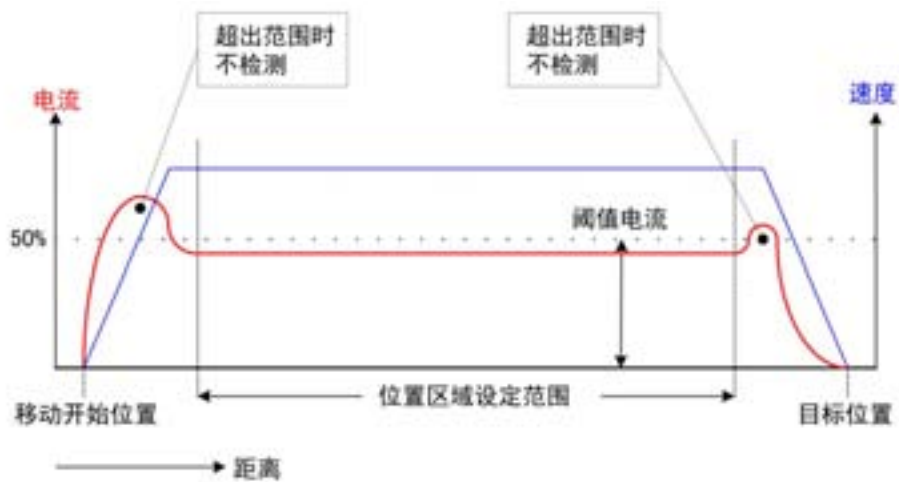 超出范围时
不检测
超出范围时
不检测
电流
速度
阈值电流
50%
位置区域设定范围
移动开始位置
目标位置
距离